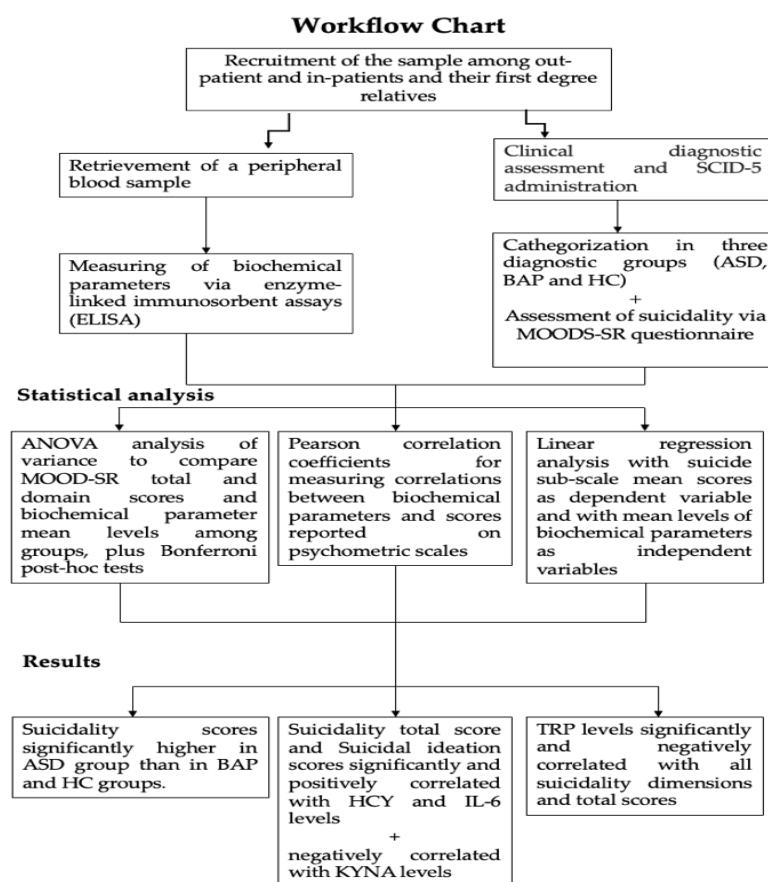 Workflow Chart
Recruitment of the sample among out-
patient and in-patients and their first degree
relatives
Retrievement of a peripheral
blood sample
Clinical diagnostic
assessment and SCID-5
administration
Measuring of biochemical
parameters via enzyme-
linked immunosorbent assays
(ELISA)
Cathegorization in three
diagnostic groups (ASD,
BAP and HC)
+
Assessment of suicidality via
MOODS-SR questionnaire
Statistical analysis
ANOVA analysis of
variance to compare
MOOD-SR total and
domain scores and
biochemical parameter
mean levels among
groups, plus Bonferroni
post-hoc tests
Pearson correlation
coefficients for
measuring correlations
between biochemical
parameters and scores
reported on
psychometric scales
Linear regression
analysis with suicide
sub-scale mean scores
as dependent variable
and with mean levels of
biochemical parameters
as independent
variables
Results
Suicidality scores
significantly higher in
ASD group than in BAP
and HC groups.
Suicidality total score
and Suicidal ideation
scores significantly and
positively correlated
with HCY and IL-6
levels
+
negatively correlated
with KYNA levels
TRP levels significantly
and negatively
correlated with all
suicidality dimensions
and total scores